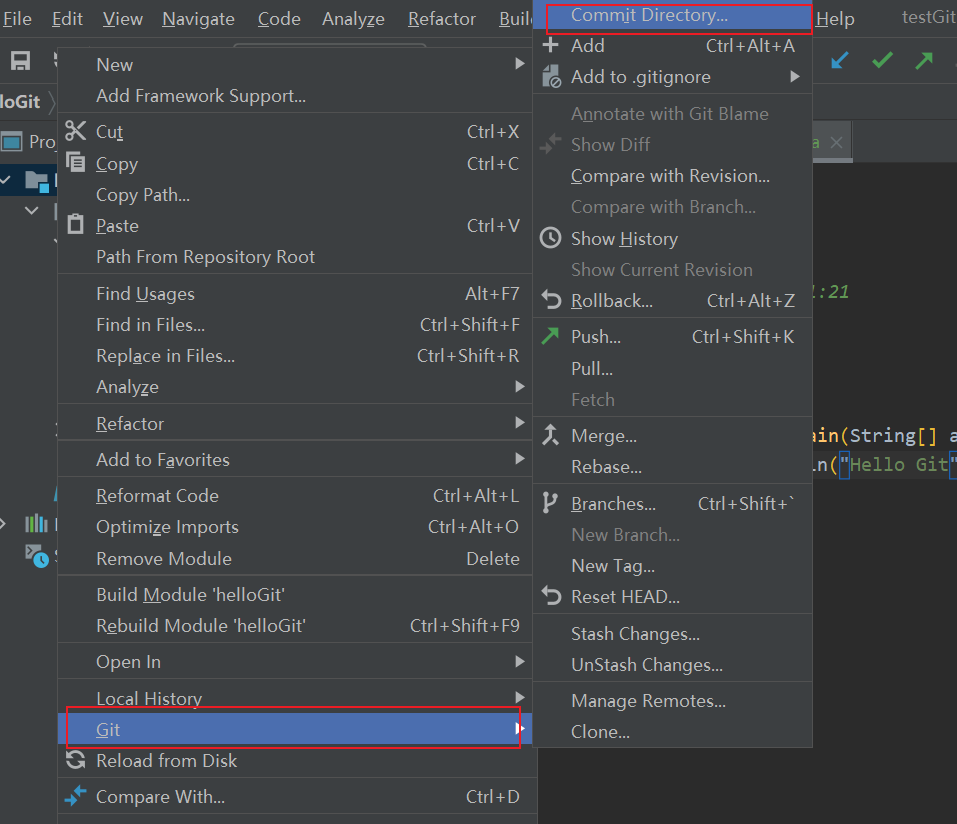 File Edit View Navigate Code Analyze Refactor Help testGit
loGit
New
Add Framework Support...
Cut Ctrl+X
Copy Ctrl+C
Copy Path...
Paste Ctrl+V
Path From Repository Root
Find Usages Alt+F7
Find in Files... Ctrl+Shift+F
Replace in Files... Ctrl+Shift+R
Analyze
Refactor
Add to Favorites
Reformat Code Ctrl+Alt+L
Optimize Imports Ctrl+Alt+O
Remove Module Delete
Build Module 'helloGit'
Rebuild Module 'helloGit' Ctrl+Shift+F9
Open In
Local History
Git
Reload from Disk
Compare With... Ctrl+D
Commit Directory...
Add Ctrl+Alt+A
Add to .gitignore
Annotate with Git Blame
Show Diff
Compare with Revision...
Compare with Branch...
Show History
Show Current Revision
Rollback... Ctrl+Alt+Z
Push... Ctrl+Shift+K
Pull...
Fetch
Merge...
Rebase...
Branches... Ctrl+Shift+`
New Branch...
New Tag...
Reset HEAD...
Stash Changes...
UnStash Changes...
Manage Remotes...
Clone...
:21
ain(String[] a
ln("Hello Git"